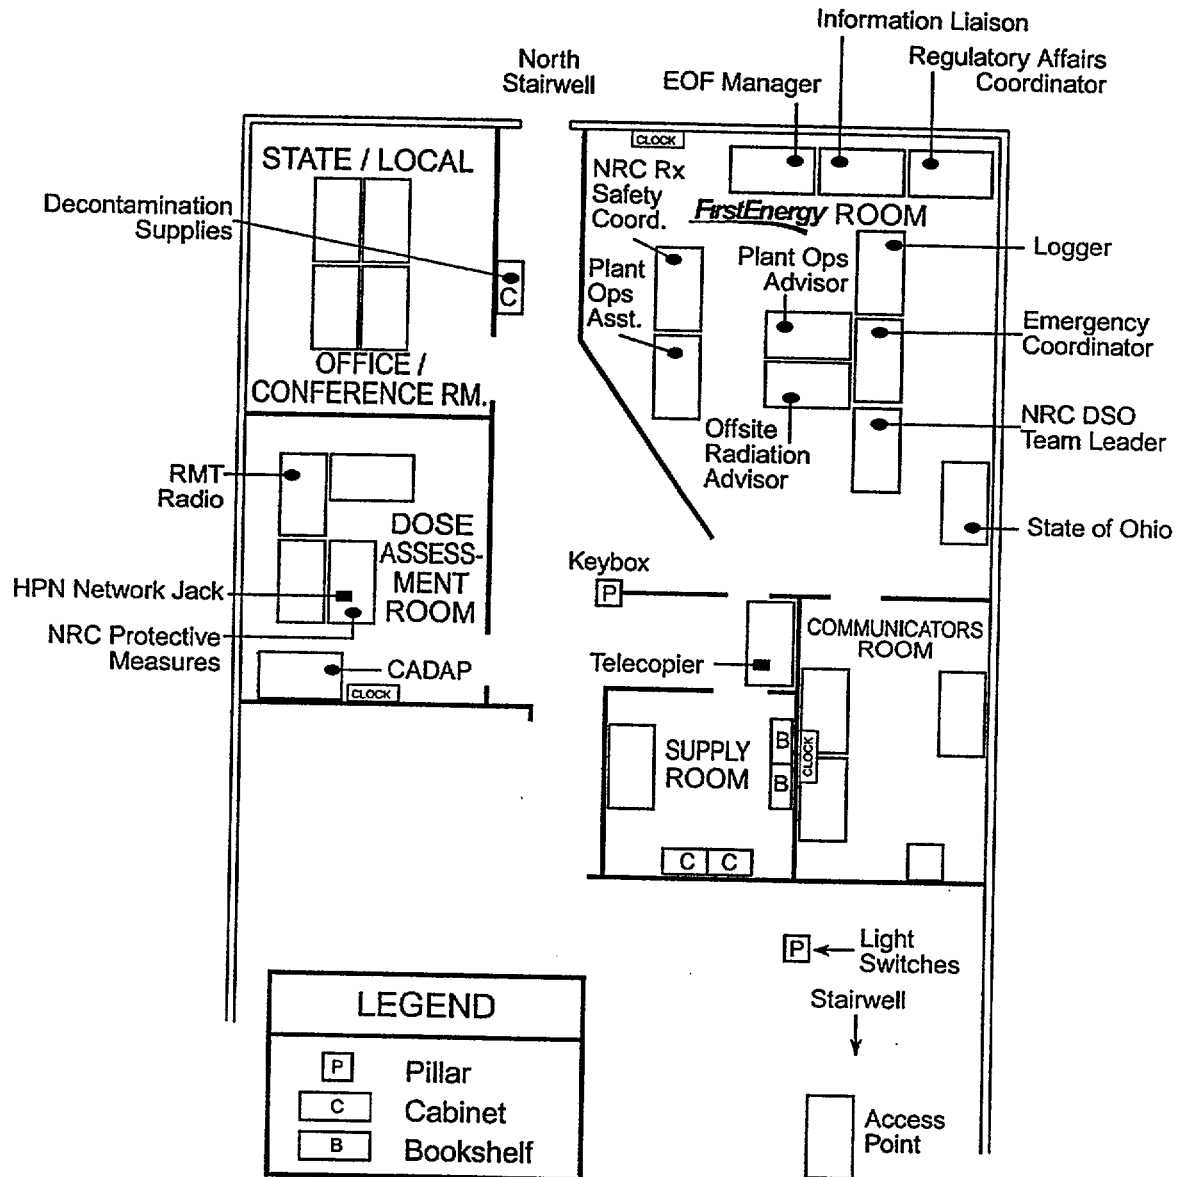 Information Liaison
North
Stairwell
EOF Manager
Regulatory Affairs
Coordinator
CLOCK
STATE / LOCAL
NRC Rx
Safety
Coord.
FirstEnergy ROOM
Decontamination
Supplies
C
Plant
Ops
Asst.
Plant Ops
Advisor
Logger
Emergency
Coordinator
OFFICE /
CONFERENCE RM.
Offsite
Radiation
Advisor
NRC DSO
Team Leader
RMT
Radio
DOSE
ASSESS-
MENT
ROOM
State of Ohio
HPN Network Jack
Keybox
P
NRC Protective
Measures
COMMUNICATORS
ROOM
CADAP
CLOCK
Telecopier
SUPPLY
ROOM
B
B
CLOCK
C C
P
Light
Switches
Stairwell
LEGEND
P Pillar
C Cabinet
B Bookshelf
Access
Point